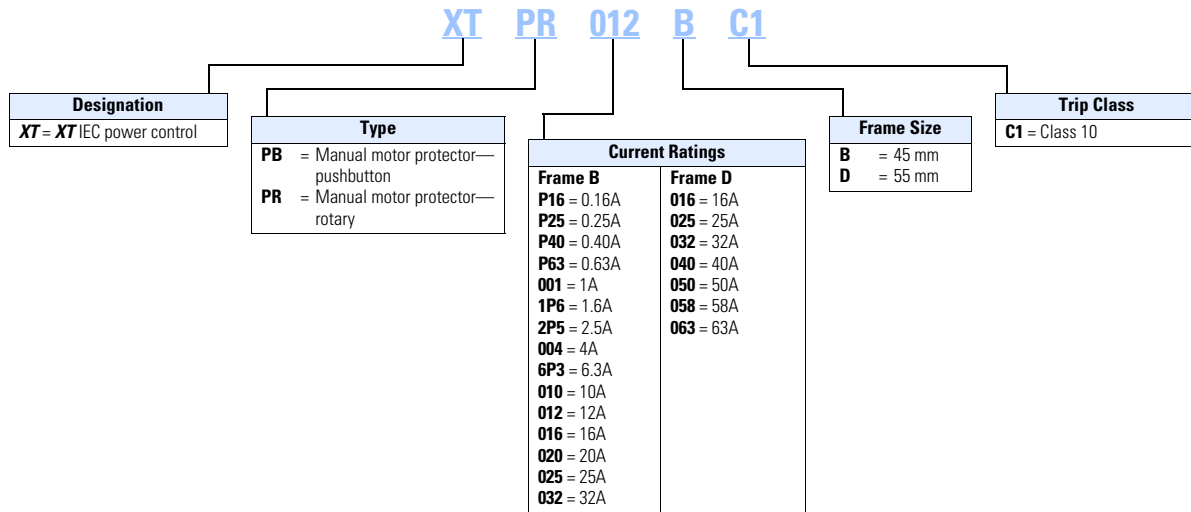 XT PR 012 B C1
Designation
XT = XT IEC power control
Type
PB = Manual motor protector—
pushbutton
PR = Manual motor protector—
rotary
Current Ratings
Frame B
P16 = 0.16A
P25 = 0.25A
P40 = 0.40A
P63 = 0.63A
001 = 1A
1P6 = 1.6A
2P5 = 2.5A
004 = 4A
6P3 = 6.3A
010 = 10A
012 = 12A
016 = 16A
020 = 20A
025 = 25A
032 = 32A
Frame D
016 = 16A
025 = 25A
032 = 32A
040 = 40A
050 = 50A
058 = 58A
063 = 63A
Frame Size
B = 45 mm
D = 55 mm
Trip Class
C1 = Class 10